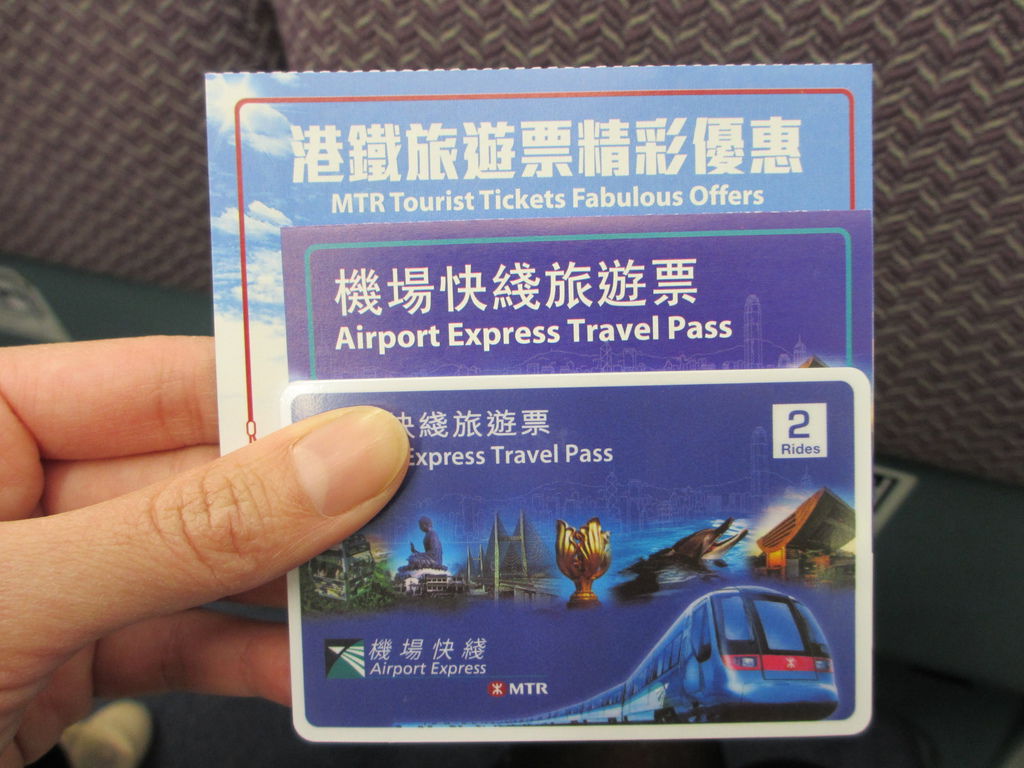 港鐵旅遊票精彩優惠
MTR Tourist Tickets Fabulous Offers
機場快綫旅遊票
Airport Express Travel Pass
快綫旅遊票
Express Travel Pass
2
Rides
機場快綫
Airport Express
MTR